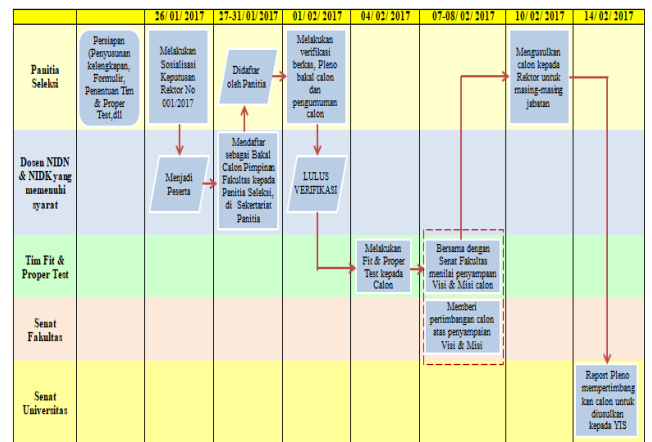 26/01/2017 27-31/01/2017 01/02/2017 04/02/2017 07-08/02/2017 10/02/2017 14/02/2017
Panitia
Seleksi
Persiapan
(Penyusunan
kelengkapan,
Formulir,
Penentuan Tim
& Proper
Test,dll
Melakukan
Sosialisasi
Keputusan
Rektor No
001/2017
Didaftar
oleh Panitia
Melakukan
verifikasi
berkas, Pleno
bakal calon
dan
pengumuman
calon
Mengusulkan
calon kepada
Rektor untuk
masing-masing
jabatan
Dosen NIDN
& NIDK yang
memenuhi
syarat
Menjadi
Peserta
Mendaftar
sebagai Bakal
Calon Pimpinan
Fakultas kepada
Panitia Seleksi,
di Sekertariat
Panitia
LULUS
VERIFIKASI
Tim Fit &
Proper Test
Melakukan
Fit & Proper
Test kepada
Calon
Bersama dengan
Senat Fakultas
menilai penyampaan
Visi & Misi calon
Senat
Fakultas
Memberi
pertimbangan calon
atas penyampaian
Visi & Misi
Senat
Universitas
Report Pleno
mempertimbang
kan calon untuk
diusulkan
kepada YIS